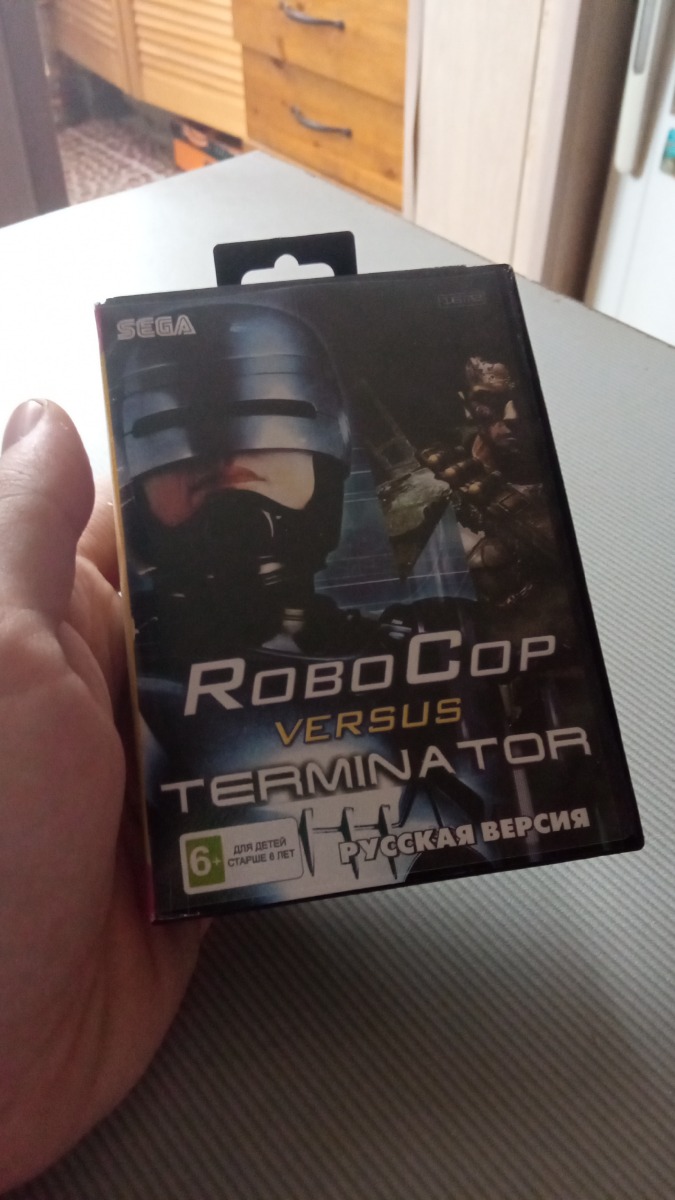 SEGA
ROBOCOP
VERSUS
TERMINATOR
6+
ДЛЯ ДЕТЕЙ
СТАРШЕ 6 ЛЕТ
РУССКАЯ ВЕРСИЯ